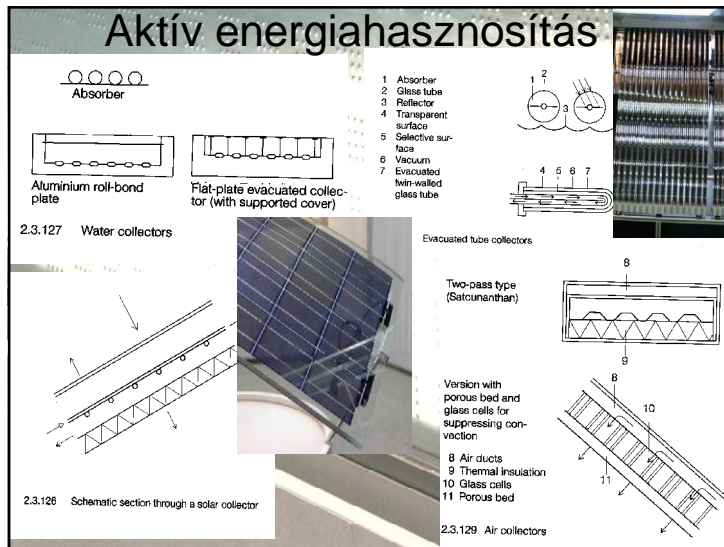 Aktív energiahasznosítás
Absorber
Aluminium roll-bond
plate
Flat-plate evacuated collec-
tor (with supported cover)
2.3.127 Water collectors
1 Absorber
2 Glass tube
3 Reflector
4 Transparent
surface
5 Selective sur-
face
6 Vacuum
7 Evacuated
twin-walled
glass tube
2
1
3
4 5 6 7
Evacuated tube collectors
Two-pass type
(Satcunanthan)
8
9
Version with
porous bed and
glass cells for
suppressing con-
vection
8 Air ducts
9 Thermal insulation
10 Glass cells
11 Porous bed
8
10
11
2.3.129 Air collectors
2.3.126 Schematic section through a solar collector